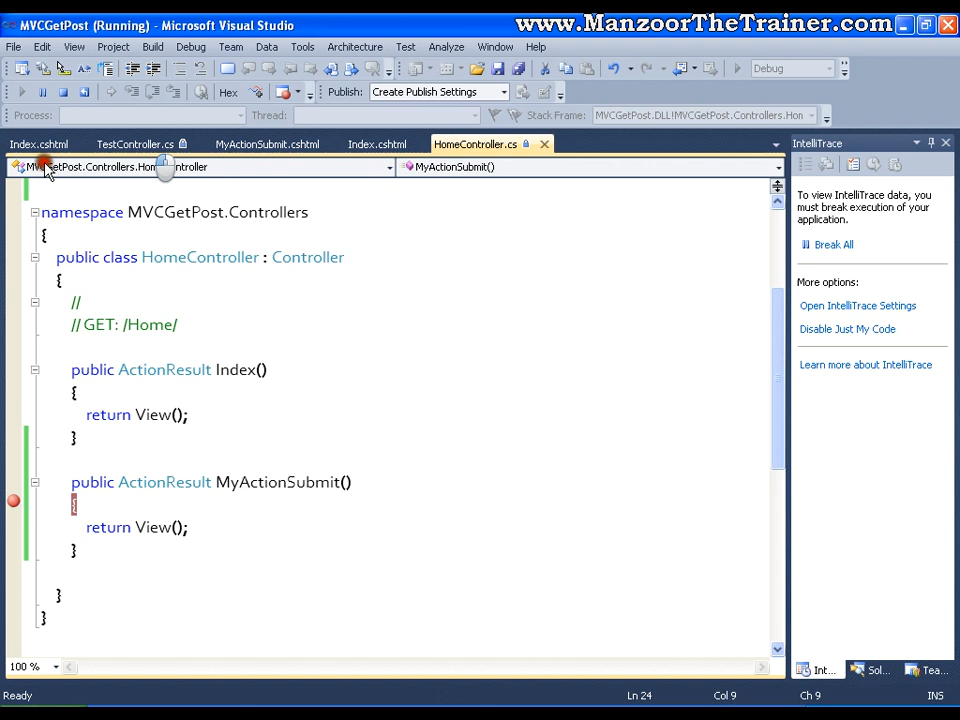 MVCGetPost (Running) - Microsoft Visual Studio
www.ManzoorTheTrainer.com
File Edit View Project Build Debug Team Data Tools Architecture Test Analyze Window Help
Debug
Hex Publish: Create Publish Settings
Process: Thread: Stack Frame: MVCGetPost.DLL!MVCGetPost.Controllers.Hon
Index.cshtml TestController.cs MyActionSubmit.cshtml Index.cshtml HomeController.cs
MyActionSubmit()
namespace MVCGetPost.Controllers
{
public class HomeController : Controller
{
//
// GET: /Home/
public ActionResult Index()
{
return View();
}
public ActionResult MyActionSubmit()
{
return View();
}
}
}
100 %
IntelliTrace
To view IntelliTrace data, you
must break execution of your
application.
Break All
More options:
Open IntelliTrace Settings
Disable Just My Code
Learn more about IntelliTrace
Int... Sol... Tea...
Ready Ln 24 Col 9 Ch 9 INS